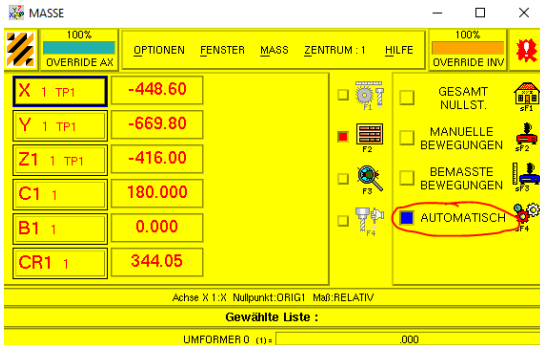 MASSE
100%
OVERRIDE AX
OPTIONEN FENSTER MASS ZENTRUM : 1 HILFE
100%
OVERRIDE INV
X 1 TP1 -448.60
Y 1 TP1 -669.80
Z1 1 TP1 -416.00
C1 1 180.000
B1 1 0.000
CR1 1 344.05
F2
F3
F4
GESAMT NULLST. sF1
MANUELLE
BEWEGUNGEN sF2
BEMASSTE
BEWEGUNGEN sF3
AUTOMATISCH sF4
Achse X 1:X Nullpunkt:ORIG1 Maß:RELATIV
Gewählte Liste :
UMFORMER 0 (1) = .000